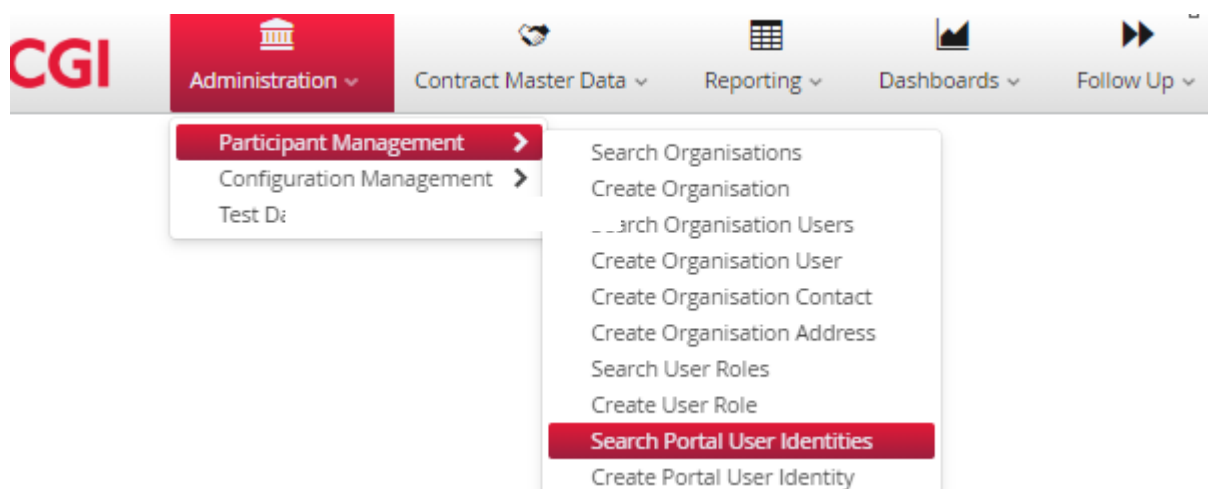 CGI
Administration
Contract Master Data
Reporting
Dashboards
Follow Up
Participant Management
Configuration Management
Test
Search Organisations
Create Organisation
Organisation Users
Create Organisation User
Create Organisation Contact
Create Organisation Address
Search User Roles
Create User Role
Search Portal User Identities
Create Portal User Identity